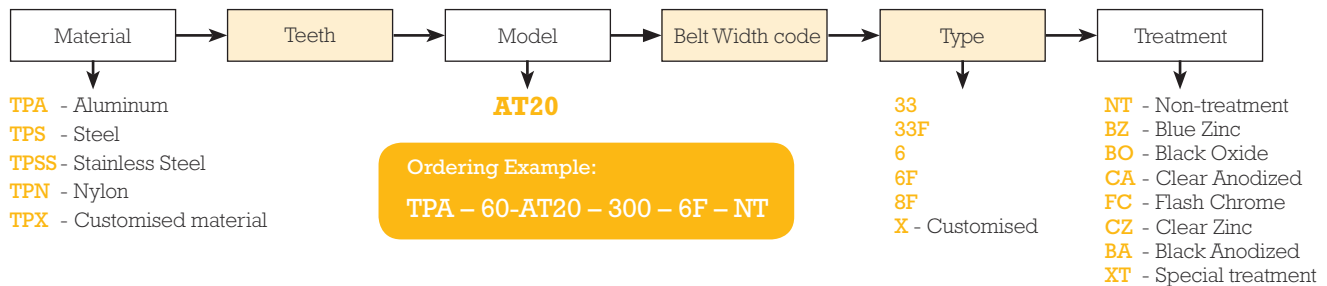 Material
Teeth
Model
Belt Width code
Type
Treatment
TPA - Aluminum
TPS - Steel
TPSS - Stainless Steel
TPN - Nylon
TPX - Customised material
AT20
Ordering Example:
TPA – 60-AT20 – 300 – 6F – NT
33
33F
6
6F
8F
X - Customised
NT - Non-treatment
BZ - Blue Zinc
BO - Black Oxide
CA - Clear Anodized
FC - Flash Chrome
CZ - Clear Zinc
BA - Black Anodized
XT - Special treatment